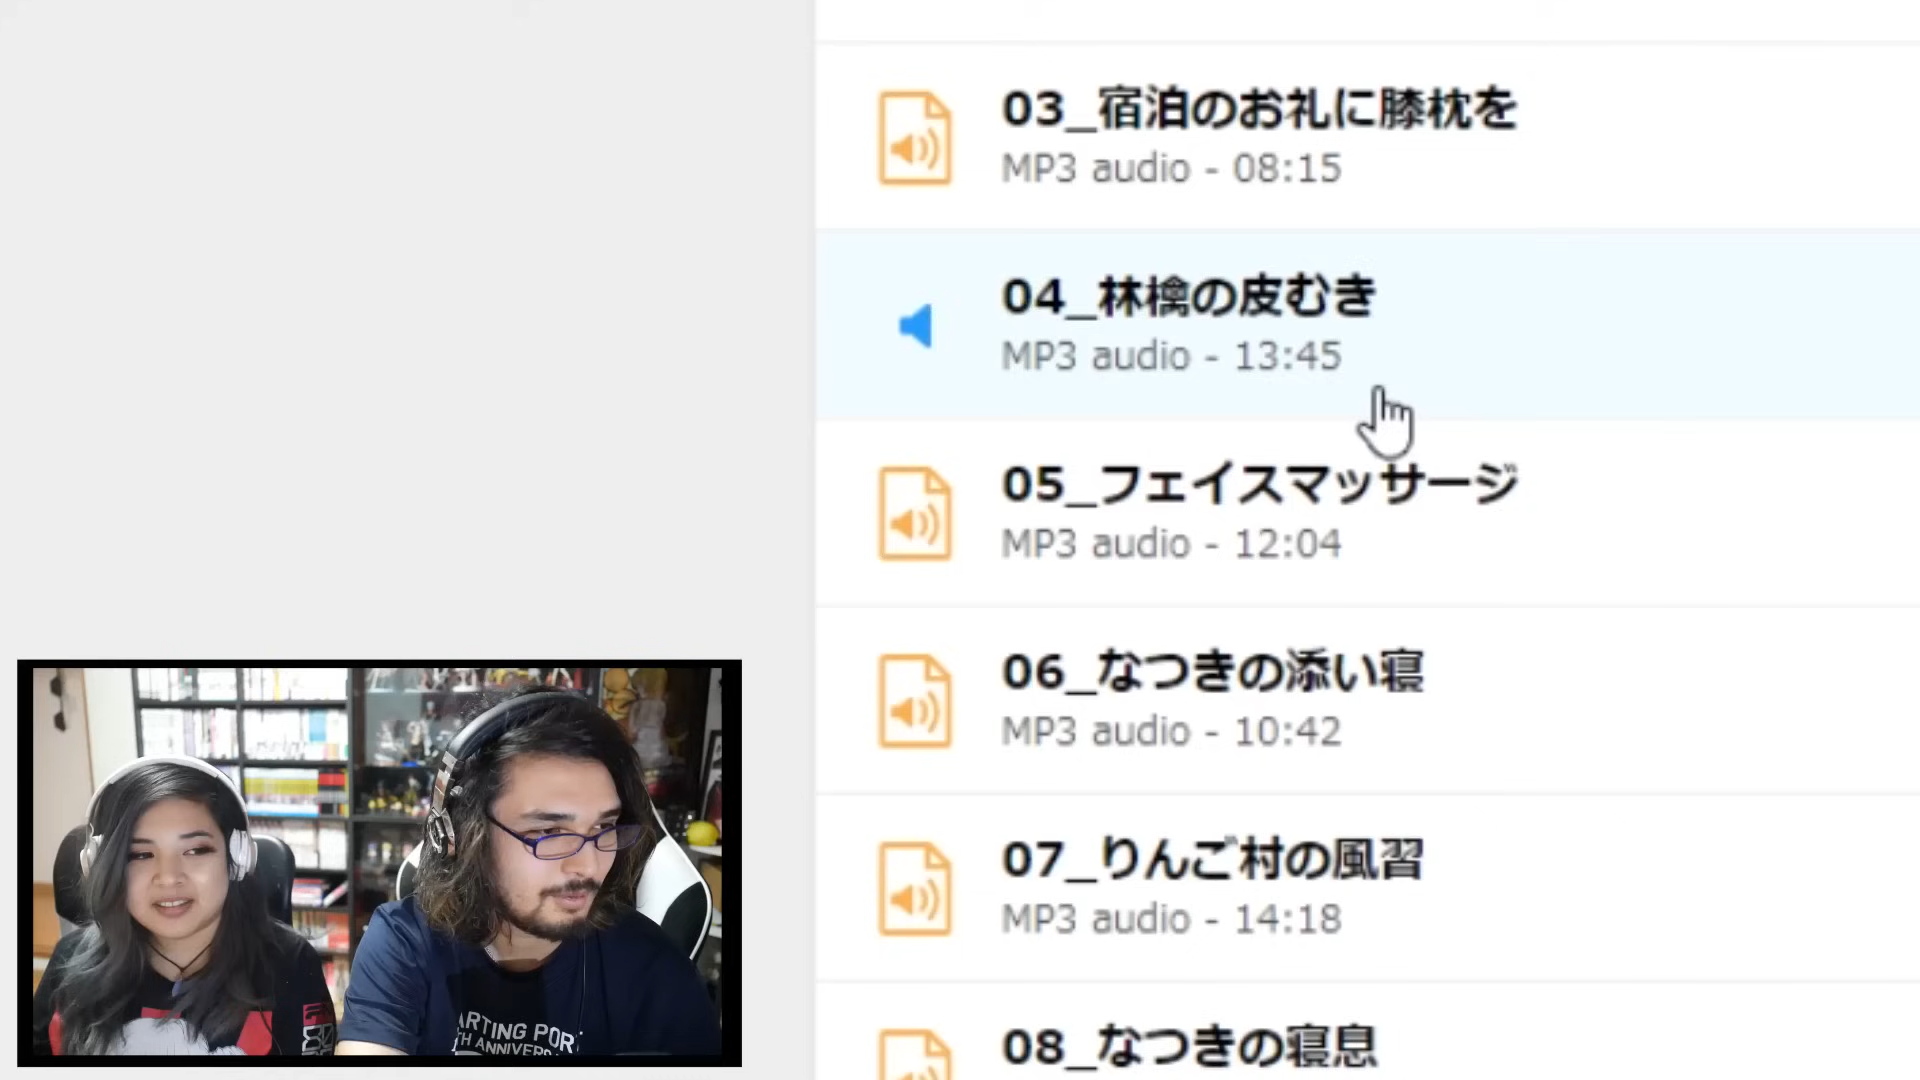 03_宿泊のお礼に膝枕を
MP3 audio - 08:15
04_林檎の皮むき
MP3 audio - 13:45
05_フェイスマッサージ
MP3 audio - 12:04
06_なつきの添い寝
MP3 audio - 10:42
07_りんご村の風習
MP3 audio - 14:18
08_なつきの寝息
ARTING POR
TH ANNIVERS